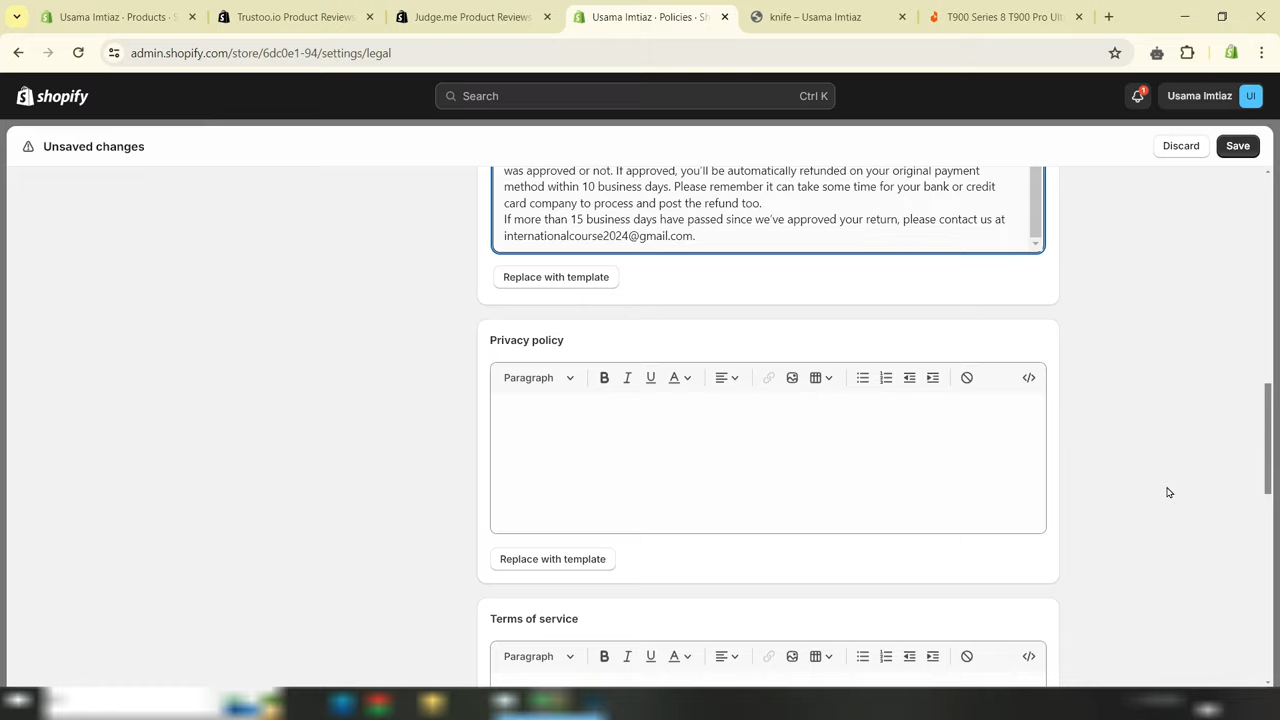 Usama Imtiaz · Products · S
Trustoo.io Product Reviews
Judge.me Product Reviews
Usama Imtiaz · Policies · Sh
knife – Usama Imtiaz
T900 Series 8 T900 Pro Ult
admin.shopify.com/store/6dc0e1-94/settings/legal
shopify
Search
Ctrl K
1
Usama Imtiaz
UI
Unsaved changes
Discard
Save
was approved or not. If approved, you'll be automatically refunded on your original payment
method within 10 business days. Please remember it can take some time for your bank or credit
card company to process and post the refund too.
If more than 15 business days have passed since we've approved your return, please contact us at
internationalcourse2024@gmail.com.
Replace with template
Privacy policy
Paragraph
B I U A
Replace with template
Terms of service
Paragraph
B I U A